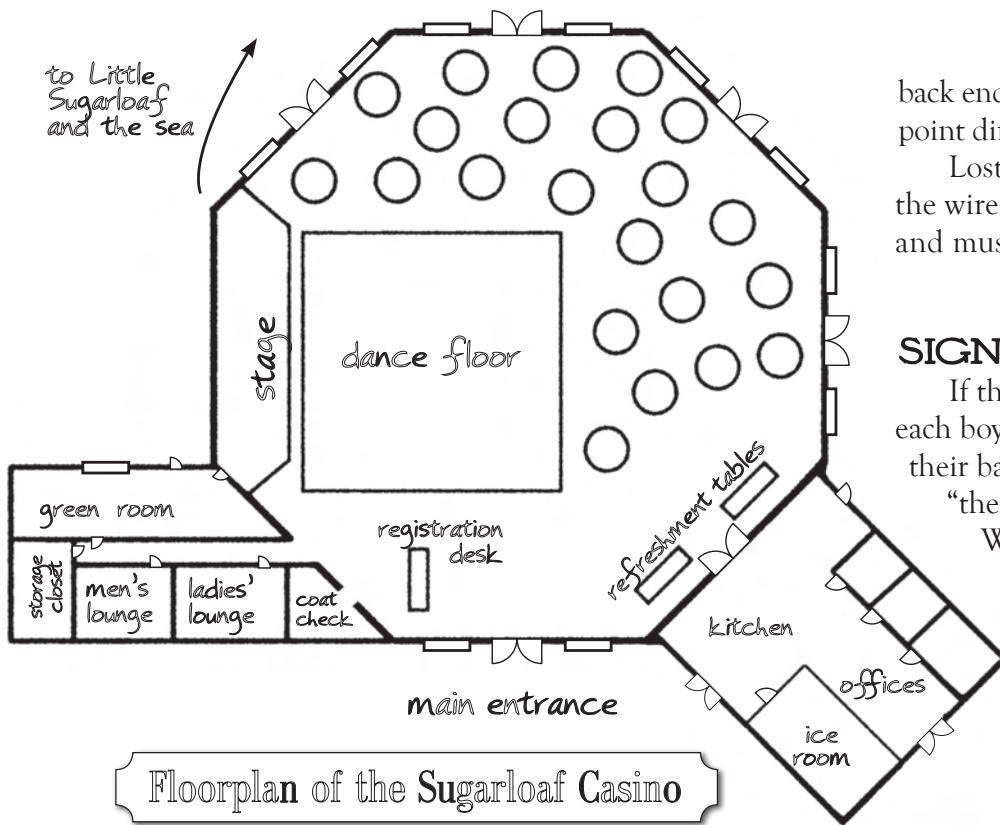 to Little
Sugarloaf
and the sea
stage
dance floor
green room
storage
closet
men's
lounge
ladies'
lounge
coat
check
registration
desk
refreshment tables
kitchen
offices
ice
room
main entrance
Floorplan of the Sugarloaf Casino
back end
point dir
Lost
the wire
and mus
SIGN
If th
each boy
their ba
“the
W